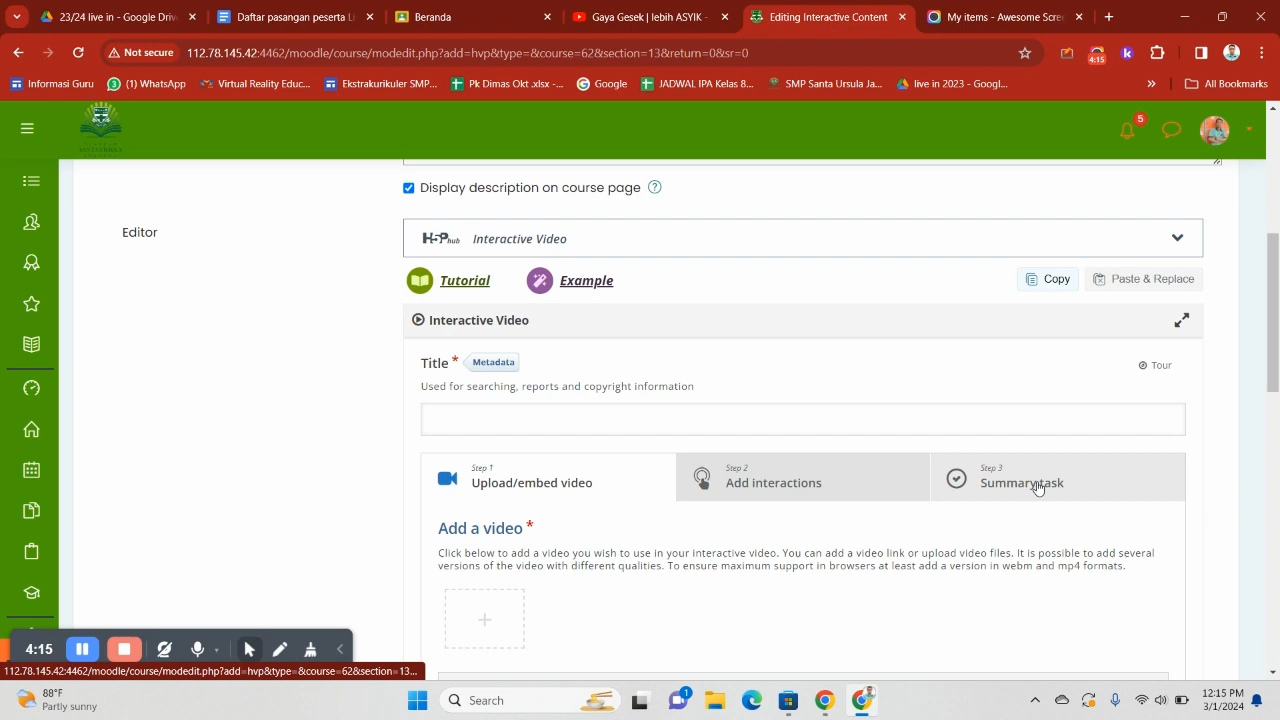 23/24 live in - Google Driv
Daftar pasangan peserta Li
Beranda
Gaya Gesek | lebih ASYIK -
Editing Interactive Content
My items - Awesome Scre
Not secure
112.78.145.42:4462/moodle/course/modedit.php?add=hvp&type=&course=62&section=13&return=0&sr=0
4:15
Informasi Guru
(1) WhatsApp
Virtual Reality Educ...
Ekstrakurikuler SMP...
Pk Dimas Okt .xlsx -...
Google
JADWAL IPA Kelas 8...
SMP Santa Ursula Ja...
live in 2023 - Googl...
All Bookmarks
5
Display description on course page
Editor
H5P hub
Interactive Video
Tutorial
Example
Copy
Paste & Replace
Interactive Video
Title *
Metadata
Tour
Used for searching, reports and copyright information
Step 1
Upload/embed video
Step 2
Add interactions
Step 3
Summary task
Add a video *
Click below to add a video you wish to use in your interactive video. You can add a video link or upload video files. It is possible to add several
versions of the video with different qualities. To ensure maximum support in browsers at least add a version in webm and mp4 formats.
4:15
112.78.145.42:4462/moodle/course/modedit.php?add=hvp&type=&course=62&section=13...
88°F
Partly sunny
Search
1
12:15 PM
3/1/2024